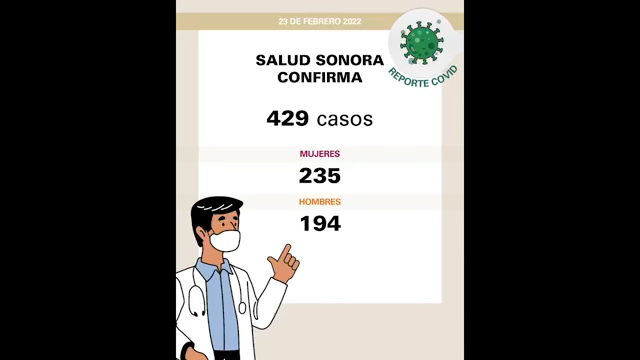 23 DE FEBRERO 2022
REPORTE COVID
SALUD SONORA
CONFIRMA
429 casos
MUJERES
235
HOMBRES
194